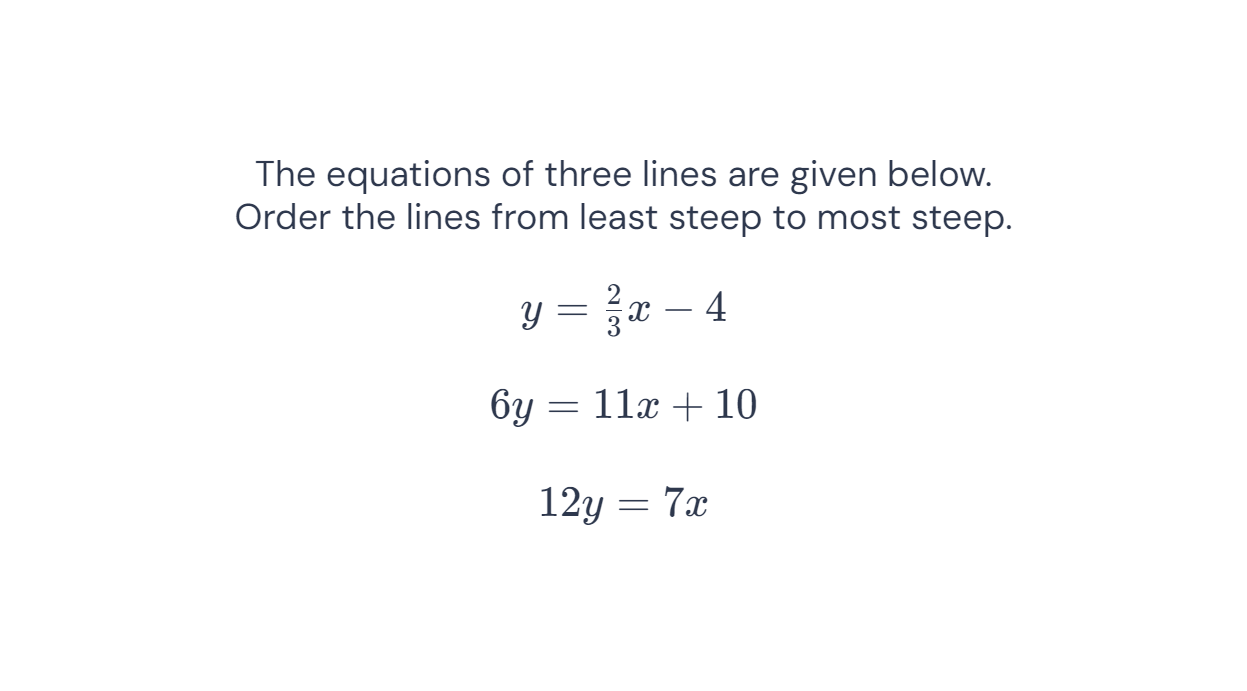 The equations of three lines are given below.
Order the lines from least steep to most steep.
y = \frac{2}{3}x − 4
6y = 11x + 10
12y = 7x